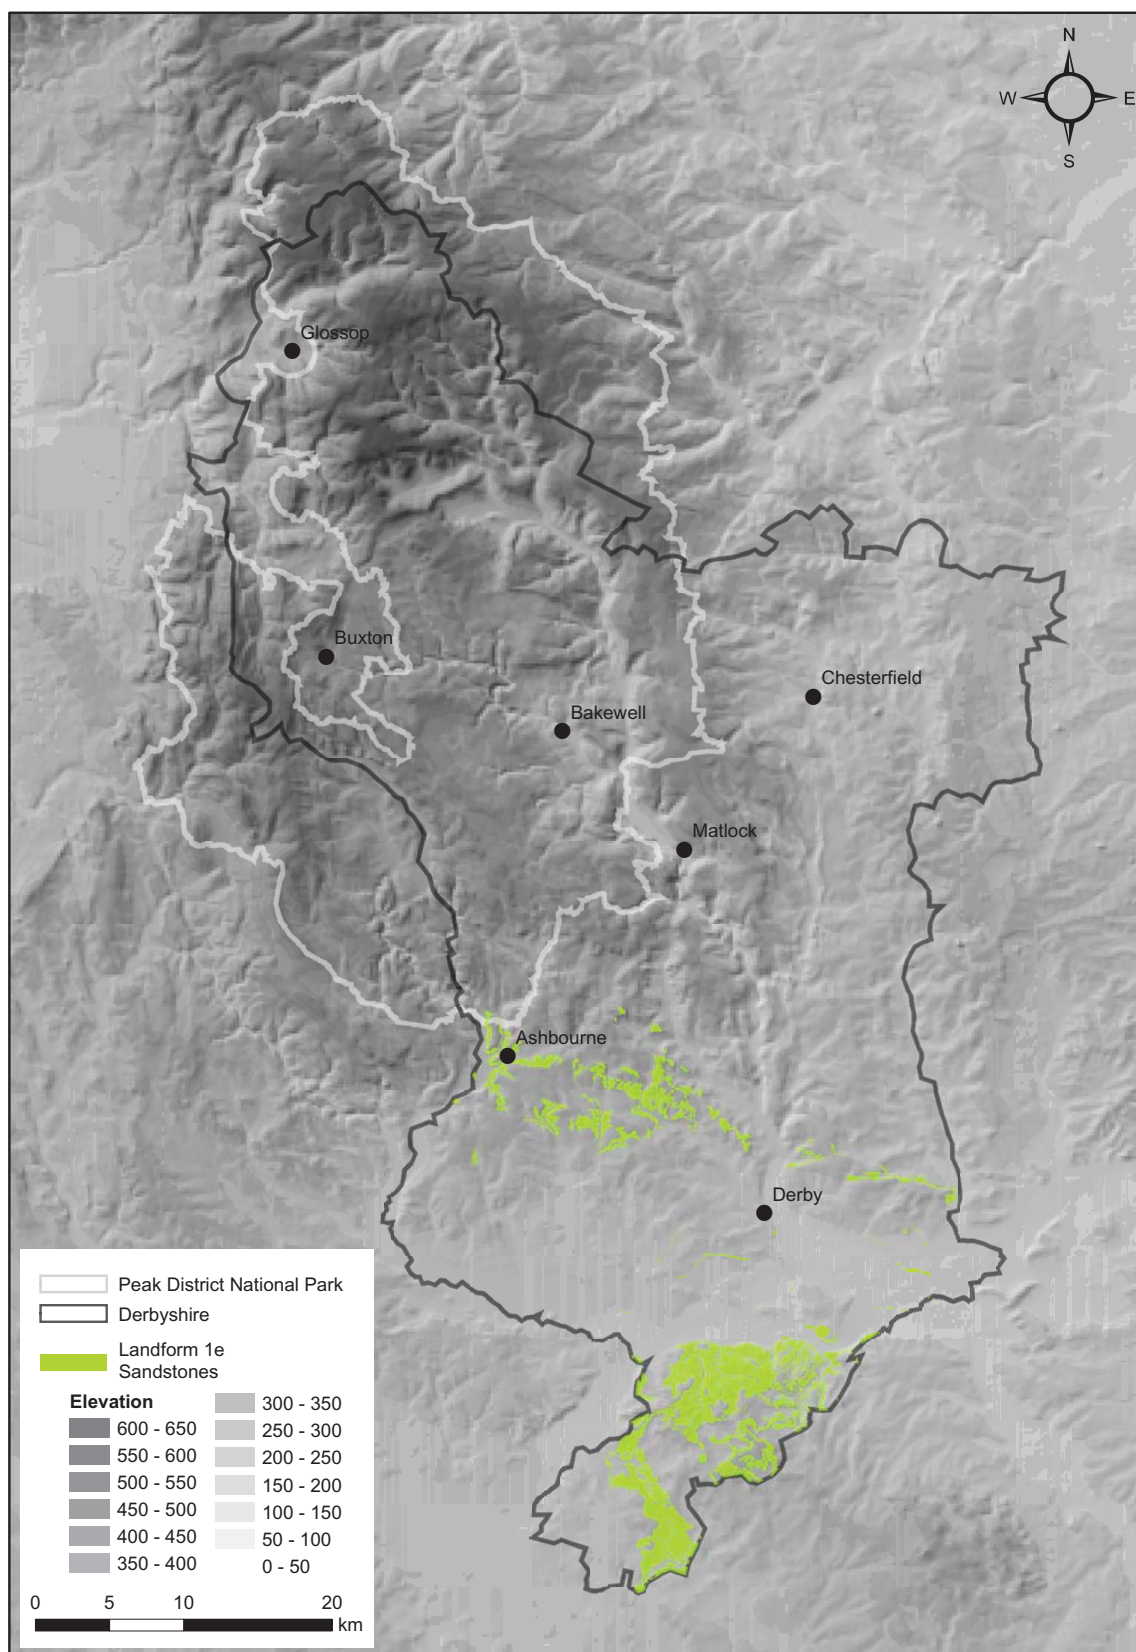 N
W
E
S
Glossop
Buxton
Chesterfield
Bakewell
Matlock
Ashbourne
Derby
Peak District National Park
Derbyshire
Landform 1e
Sandstones
Elevation
600 - 650
550 - 600
500 - 550
450 - 500
400 - 450
350 - 400
300 - 350
250 - 300
200 - 250
150 - 200
100 - 150
50 - 100
0 - 50
0 5 10 20
km